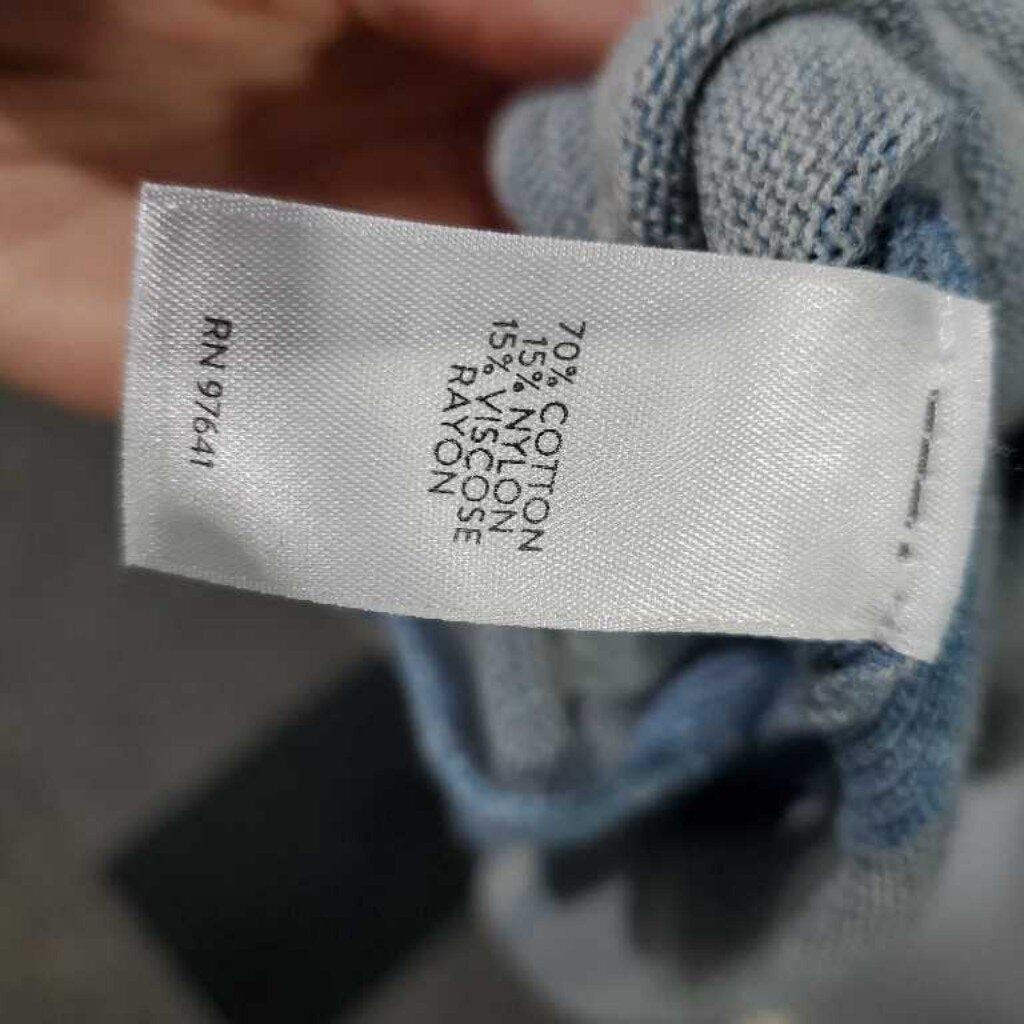 70% COTTON
15% NYLON
15% VISCOSE
RAYON
RN 97641